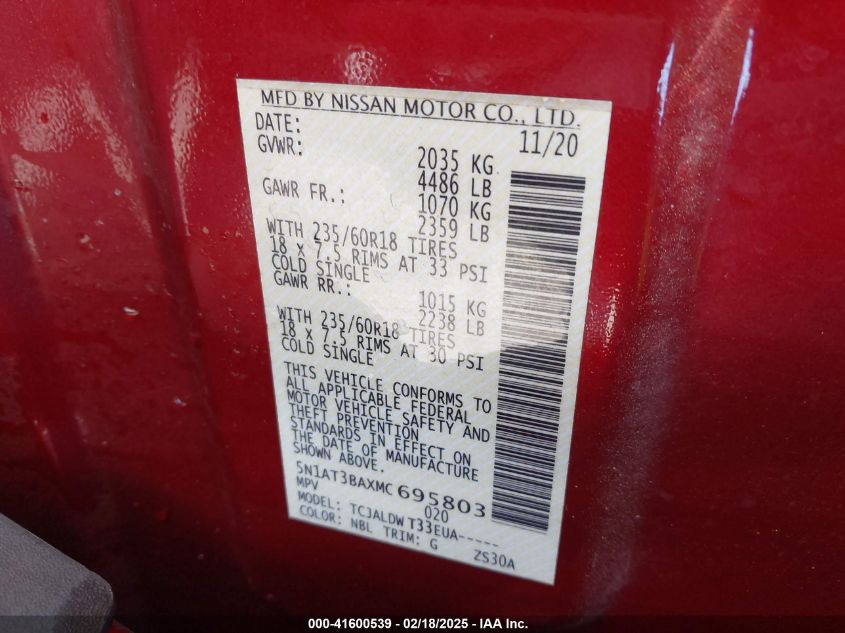 MFD BY NISSAN MOTOR CO., LTD.
DATE: 11/20
GVWR: 2035 KG
4486 LB
GAWR FR.: 1070 KG
2359 LB
WITH 235/60R18 TIRES
18 x 7.5 RIMS AT 33 PSI
COLD SINGLE
GAWR RR.: 1015 KG
2238 LB
WITH 235/60R18 TIRES
18 x 7.5 RIMS AT 30 PSI
COLD SINGLE
THIS VEHICLE CONFORMS TO
ALL APPLICABLE FEDERAL
MOTOR VEHICLE SAFETY AND
THEFT PREVENTION
STANDARDS IN EFFECT ON
THE DATE OF MANUFACTURE
SHOWN ABOVE.
5N1AT3BAXMC695803
MPV 020
MODEL: TCJALDWT33EUA-----
COLOR: NBL TRIM: G ZS30A
000-41600539 - 02/18/2025 - IAA Inc.